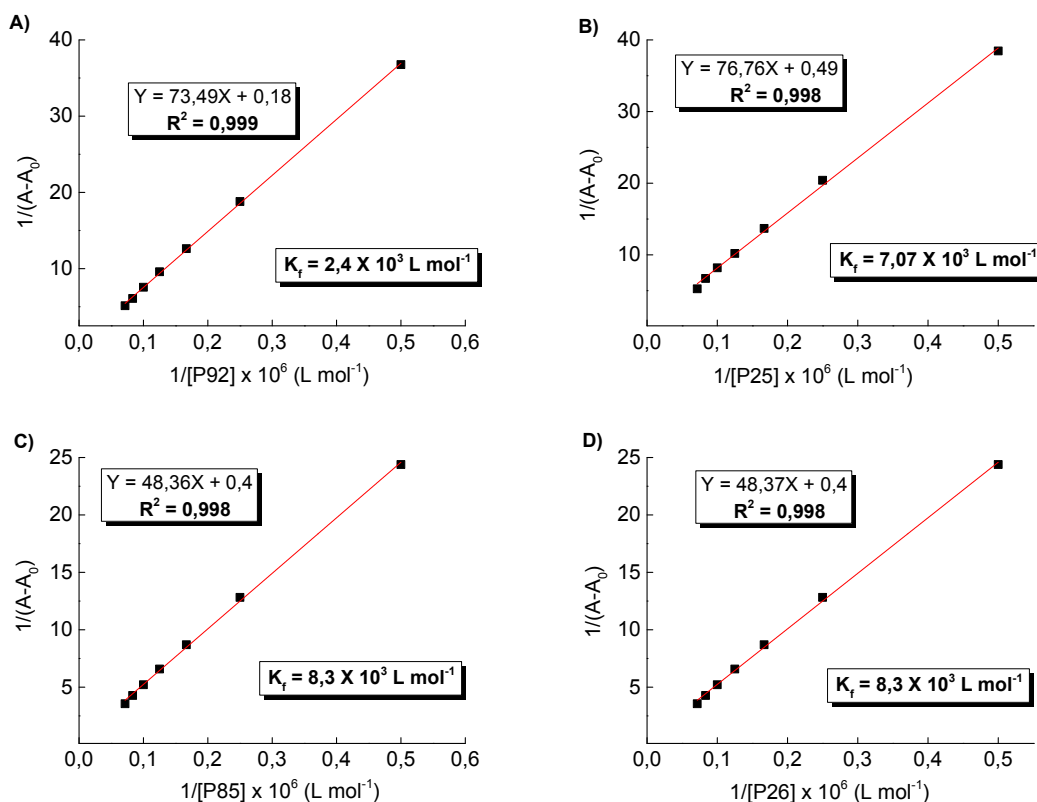 A)
40
30
20
10
1/(A-A₀)
Y = 73,49X + 0,18
R² = 0,999
K_f = 2,4 X 10³ L mol⁻¹
0,0 0,1 0,2 0,3 0,4 0,5 0,6
1/[P92] x 10⁶ (L mol⁻¹)
B)
40
30
20
10
1/(A-A₀)
Y = 76,76X + 0,49
R² = 0,998
K_f = 7,07 X 10³ L mol⁻¹
0,0 0,1 0,2 0,3 0,4 0,5
1/[P25] x 10⁶ (L mol⁻¹)
C)
25
20
15
10
5
1/(A-A₀)
Y = 48,36X + 0,4
R² = 0,998
K_f = 8,3 X 10³ L mol⁻¹
0,0 0,1 0,2 0,3 0,4 0,5 0,6
1/[P85] x 10⁶ (L mol⁻¹)
D)
25
20
15
10
5
1/(A-A₀)
Y = 48,37X + 0,4
R² = 0,998
K_f = 8,3 X 10³ L mol⁻¹
0,0 0,1 0,2 0,3 0,4 0,5
1/[P26] x 10⁶ (L mol⁻¹)